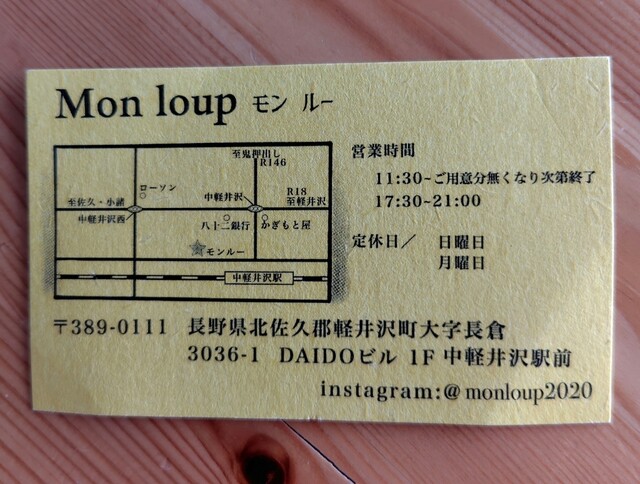 Mon loup モン ルー
至鬼押出し
R146
ローソン
中軽井沢
R18
至軽井沢
至佐久・小諸
中軽井沢西
八十二銀行
かぎもと屋
モンルー
中軽井沢駅
営業時間
11:30~ご用意分無くなり次第終了
17:30~21:00
定休日／ 日曜日
月曜日
〒389-0111 長野県北佐久郡軽井沢町大字長倉
3036-1 DAIDOビル 1F 中軽井沢駅前
instagram:@monloup2020